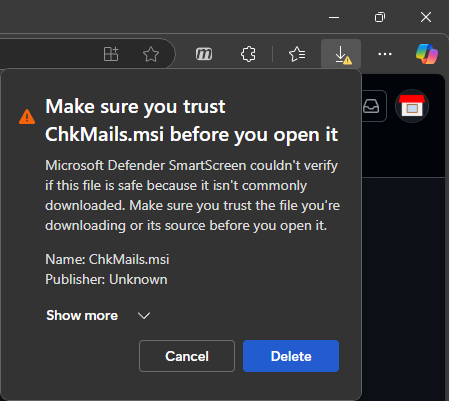 Make sure you trust
ChkMails.msi before you open it
Microsoft Defender SmartScreen couldn't verify
if this file is safe because it isn't commonly
downloaded. Make sure you trust the file you're
downloading or its source before you open it.
Name: ChkMails.msi
Publisher: Unknown
Show more
Cancel
Delete